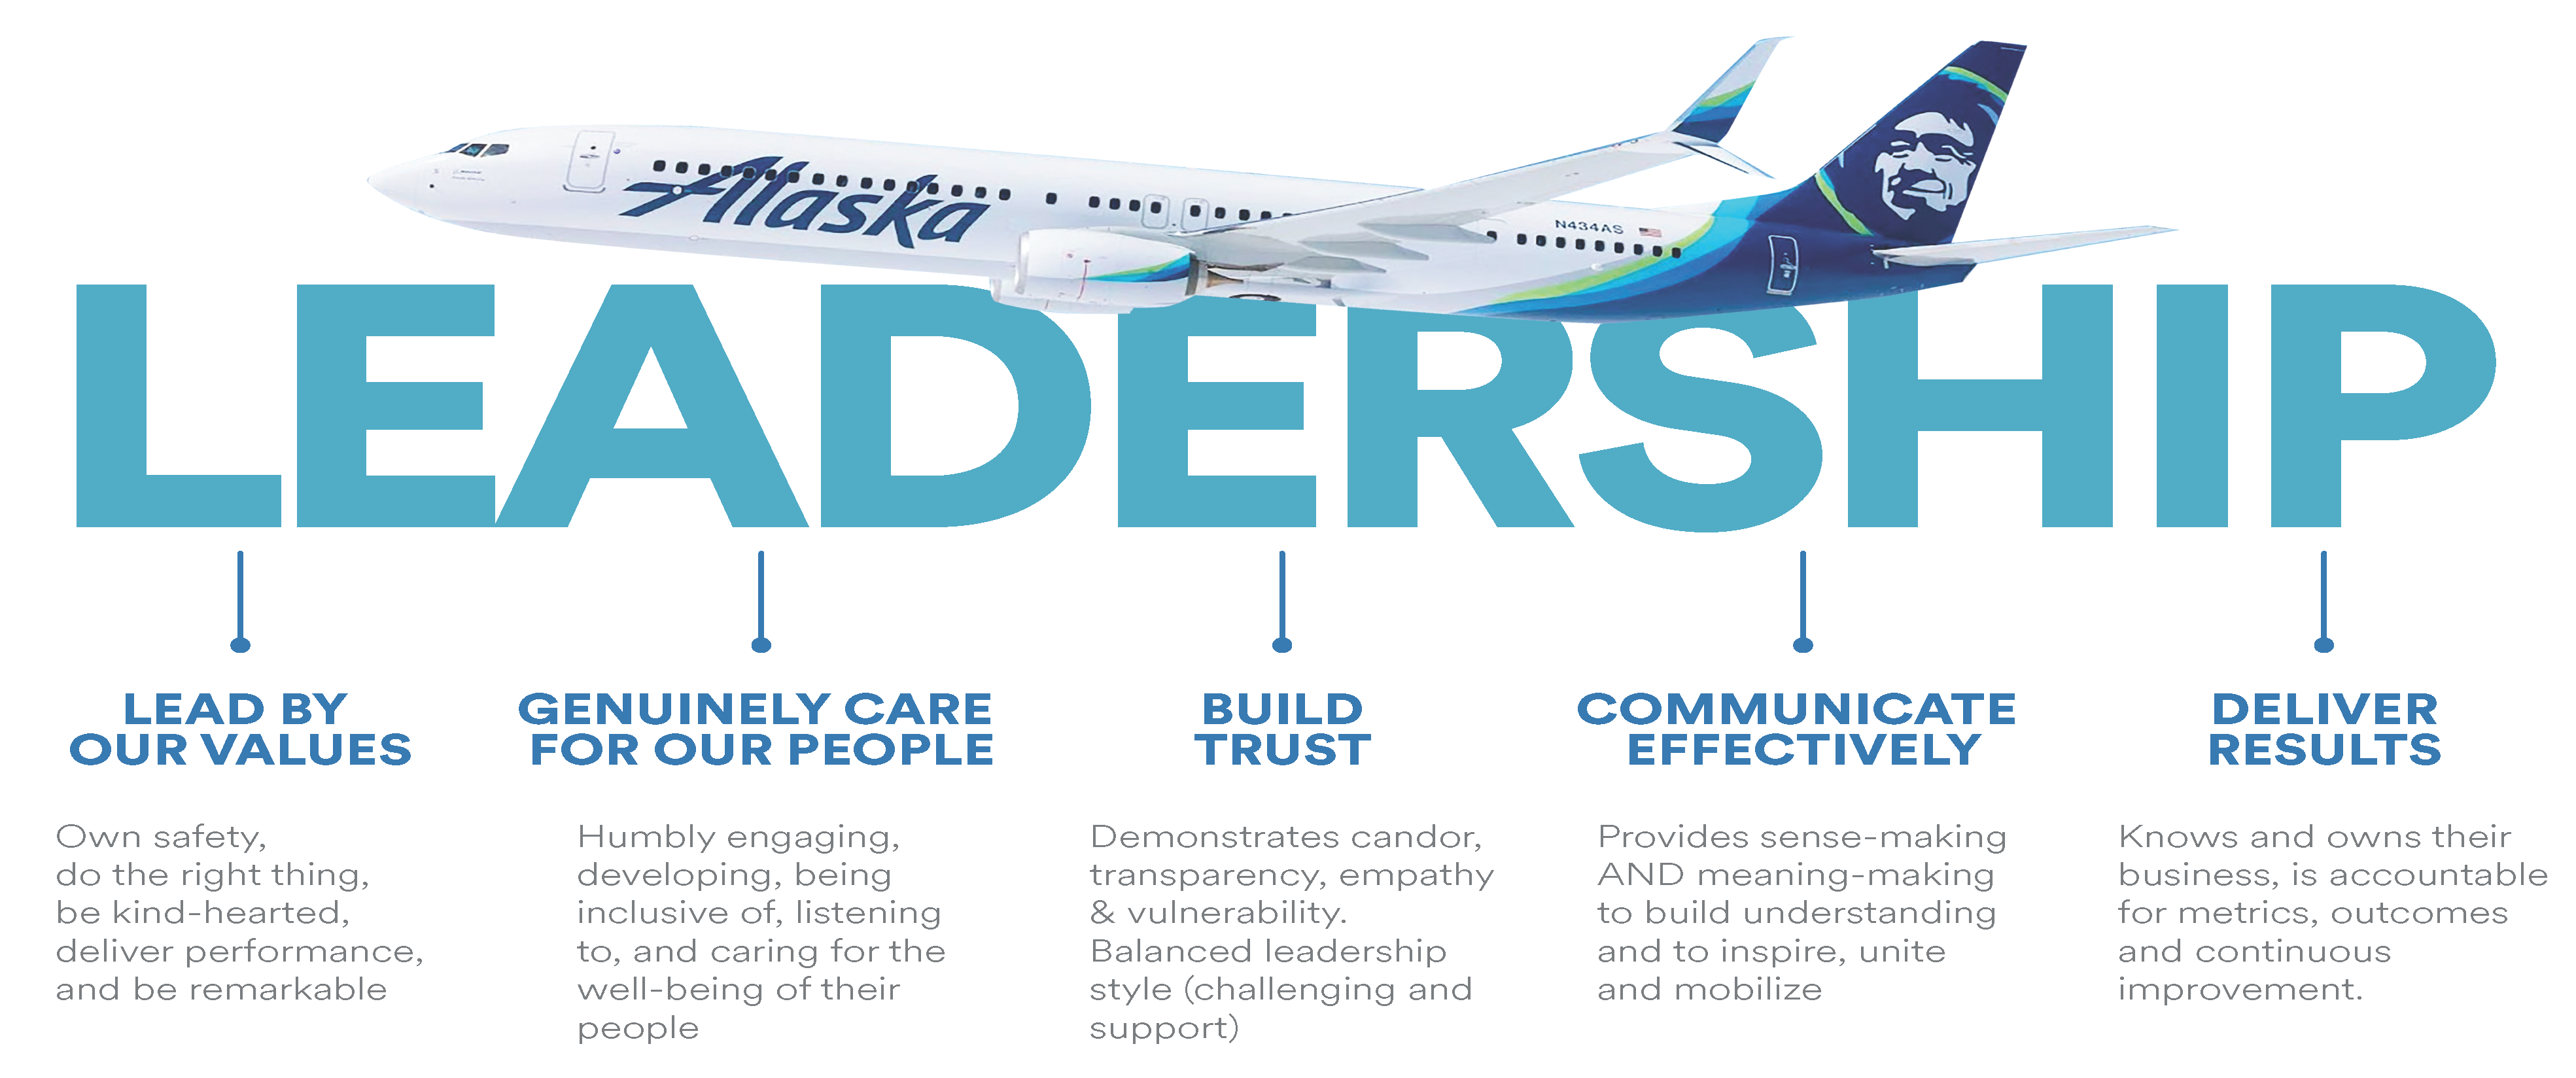 Alaska
N434AS
LEADERSHIP
LEAD BY
OUR VALUES
Own safety,
do the right thing,
be kind-hearted,
deliver performance,
and be remarkable
GENUINELY CARE
FOR OUR PEOPLE
Humbly engaging,
developing, being
inclusive of, listening
to, and caring for the
well-being of their
people
BUILD
TRUST
Demonstrates candor,
transparency, empathy
& vulnerability.
Balanced leadership
style (challenging and
support)
COMMUNICATE
EFFECTIVELY
Provides sense-making
AND meaning-making
to build understanding
and to inspire, unite
and mobilize
DELIVER
RESULTS
Knows and owns their
business, is accountable
for metrics, outcomes
and continuous
improvement.